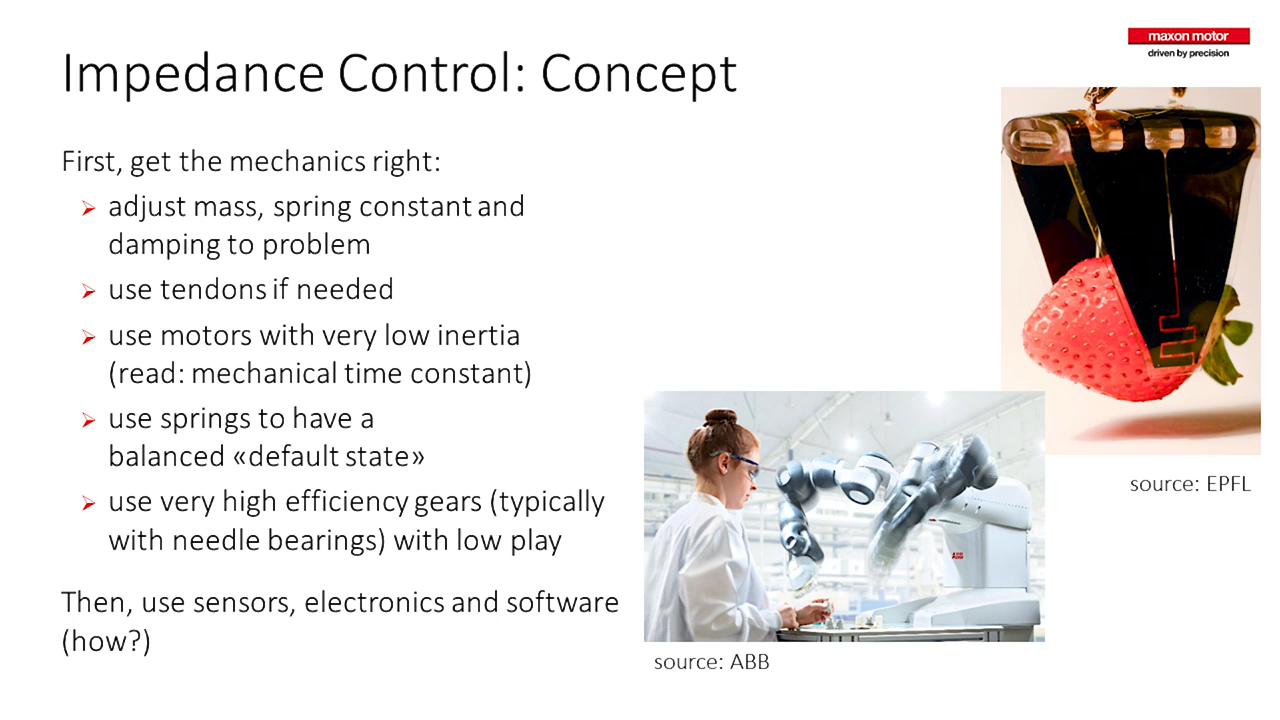 maxon motor
driven by precision
Impedance Control: Concept
First, get the mechanics right:
adjust mass, spring constant and
damping to problem
use tendons if needed
use motors with very low inertia
(read: mechanical time constant)
use springs to have a
balanced «default state»
use very high efficiency gears (typically
with needle bearings) with low play
Then, use sensors, electronics and software
(how?)
source: EPFL
ABB
source: ABB